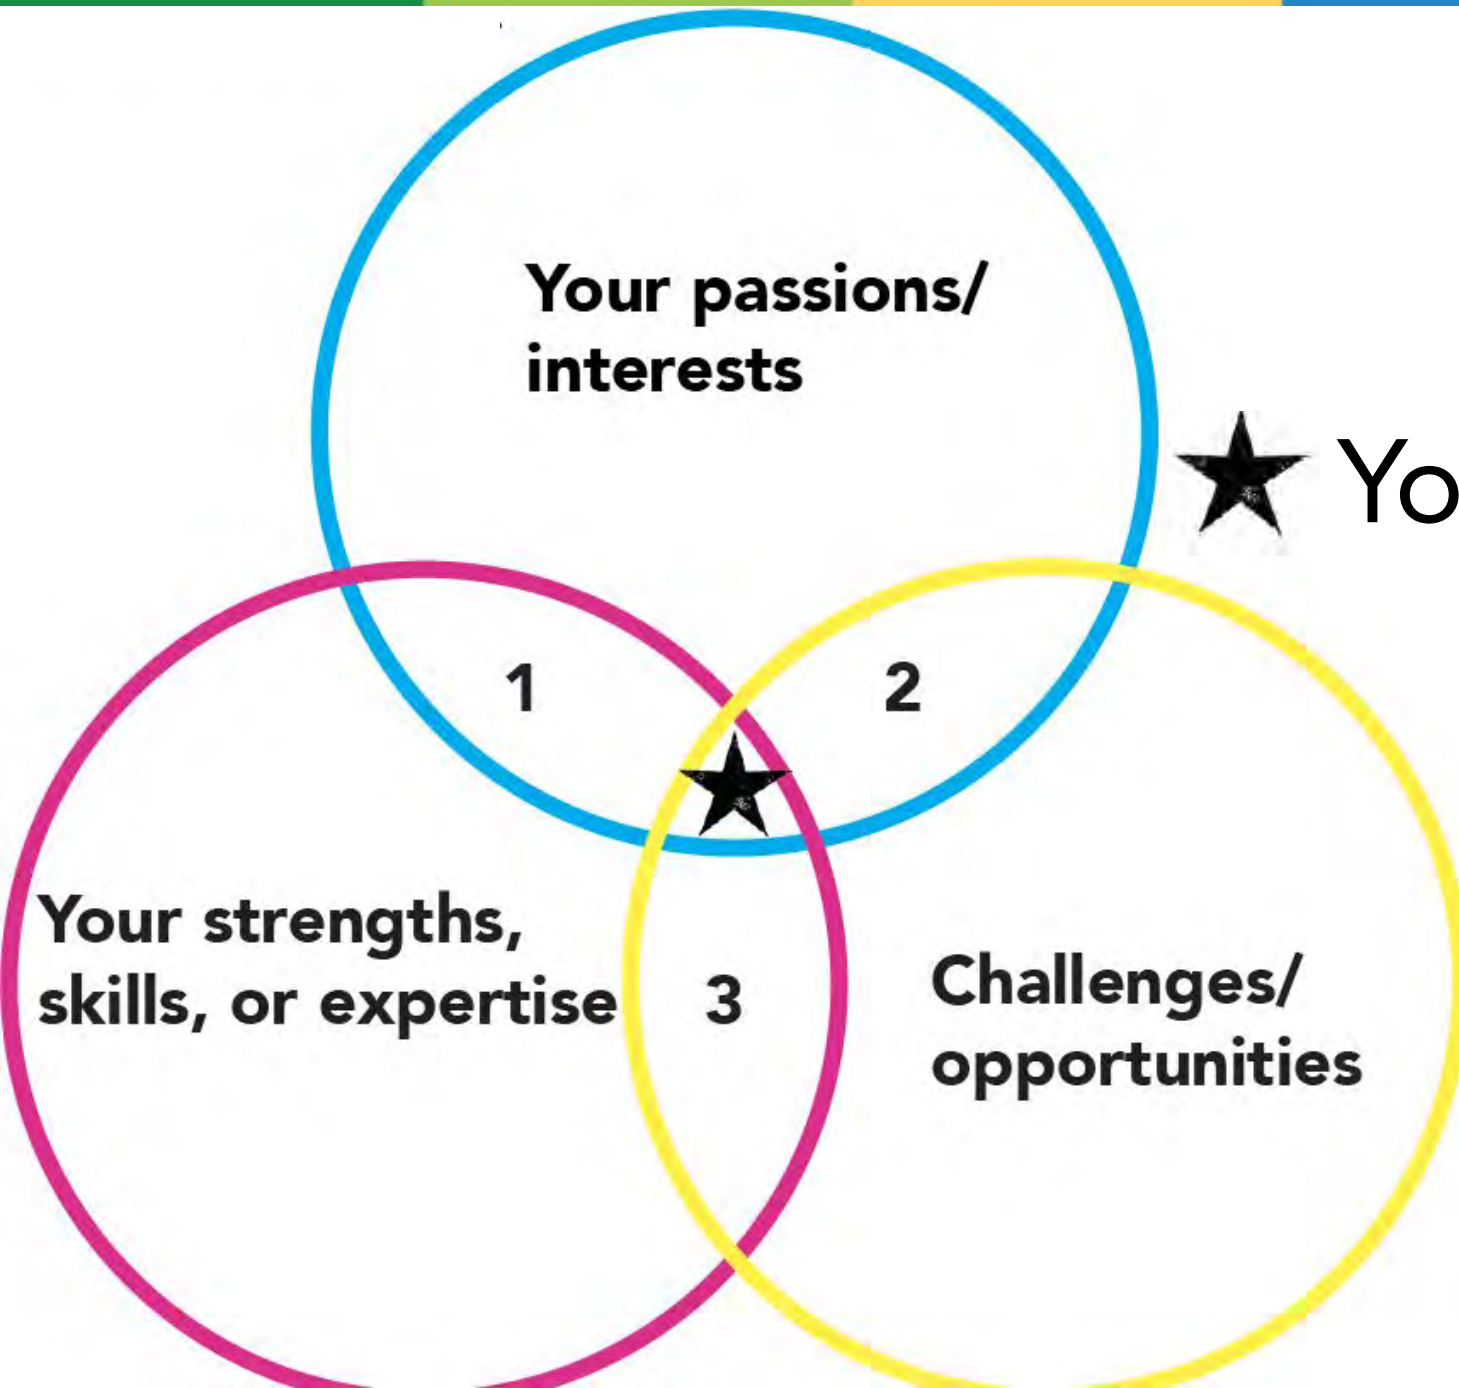 Your passions/
interests
Yo
1
2
Your strengths,
skills, or expertise
3
Challenges/
opportunities